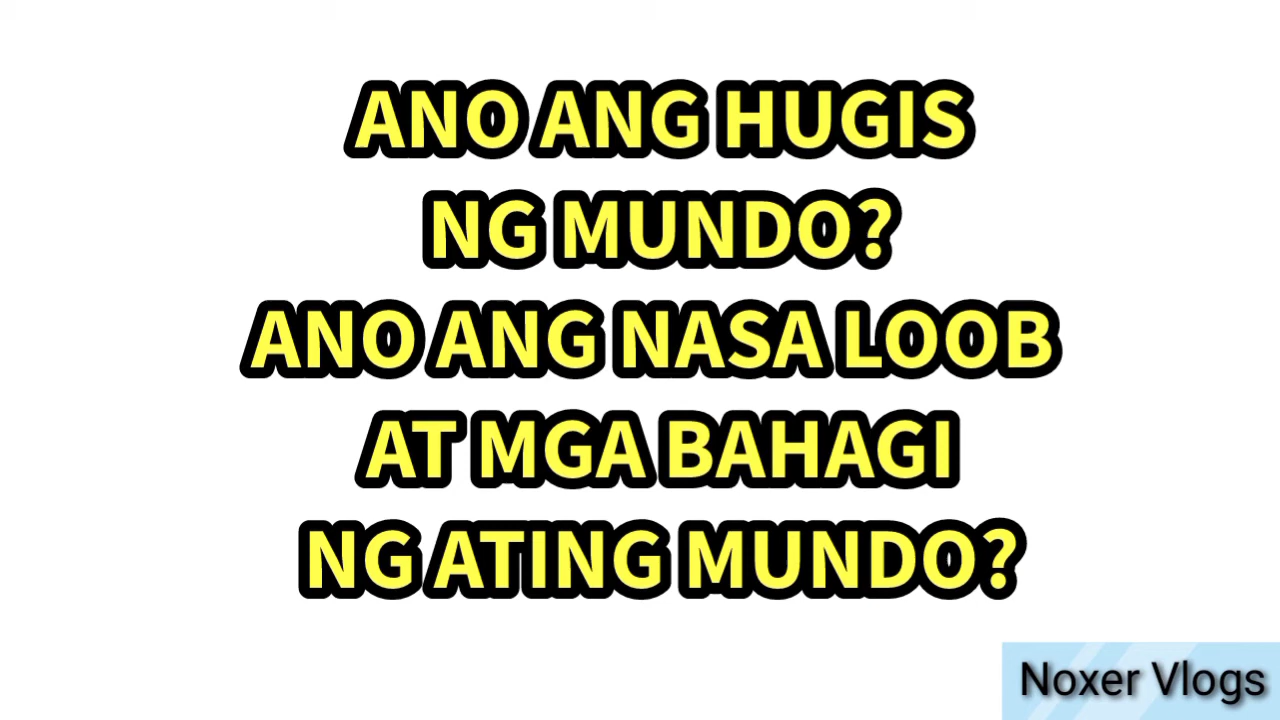 ANO ANG HUGIS
NG MUNDO?
ANO ANG NASA LOOB
AT MGA BAHAGI
NG ATING MUNDO?
Noxer Vlogs